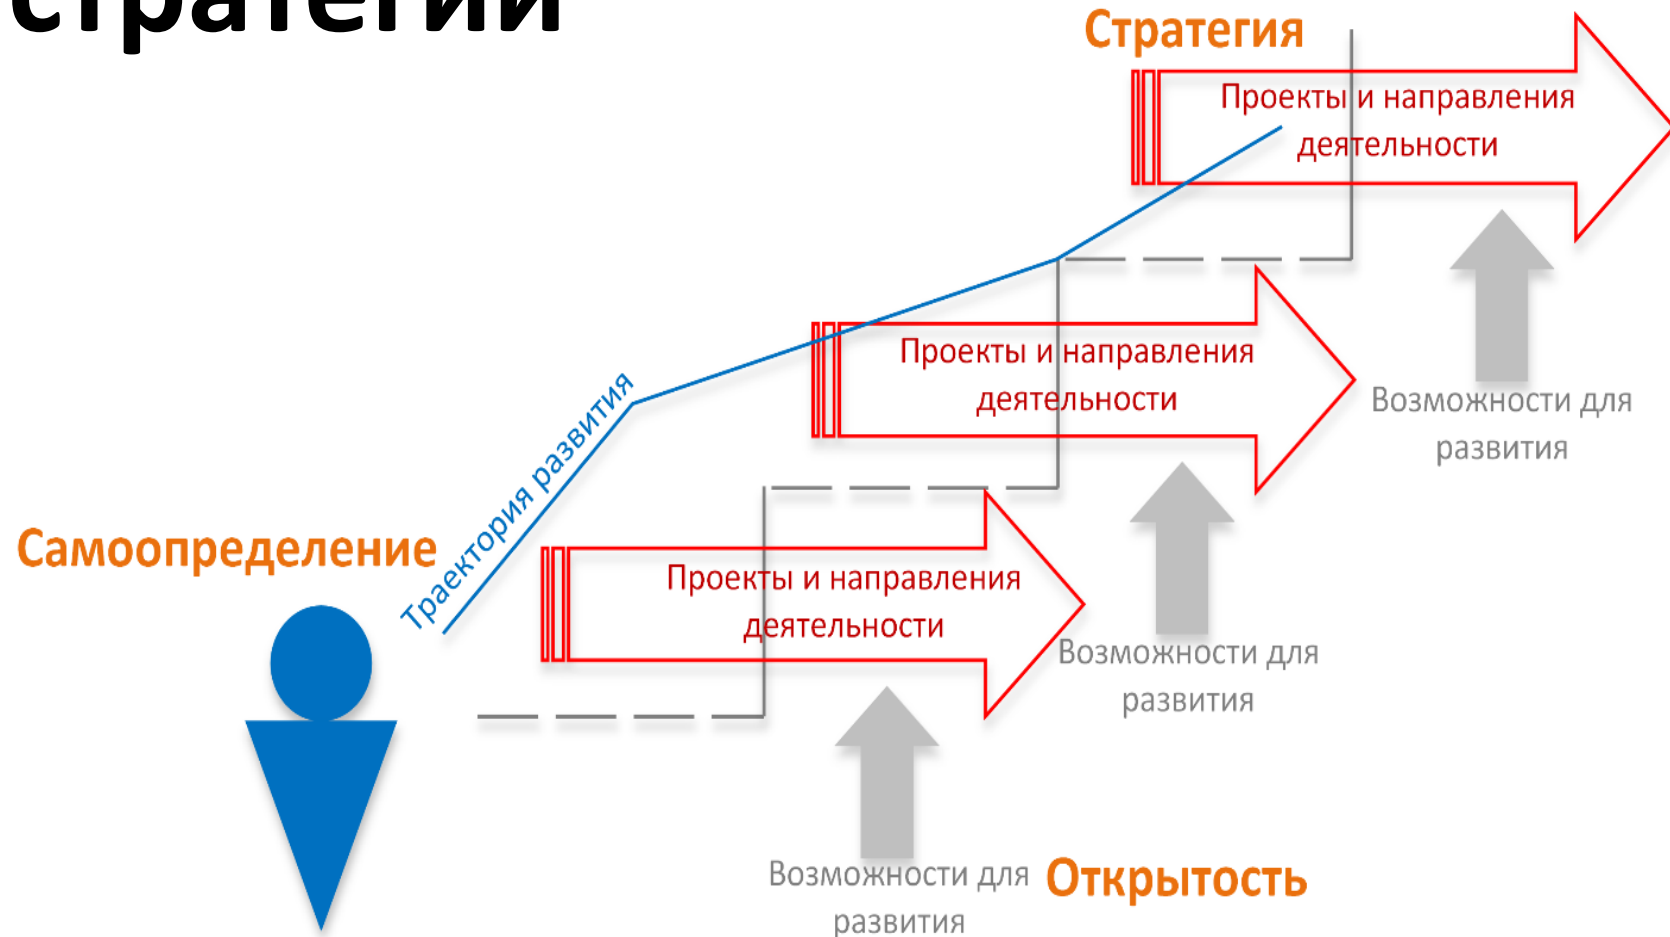 стратегии
Стратегия
Проекты и направления
деятельности
Проекты и направления
деятельности
Возможности для
развития
Траектория развития
Самоопределение
Проекты и направления
деятельности
Возможности для
развития
Возможности для
развития
Открытость